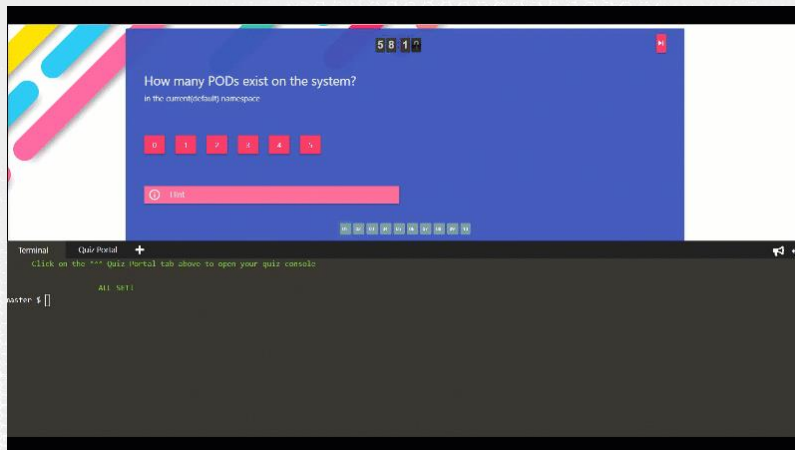 58 1
How many PODs exist on the system?
in the current(default) namespace
0 1 2 3 4 5
Hint
Terminal Quiz Portal +
Click on the ^^^ Quiz Portal tab above to open your quiz console
ALL SET!
master $